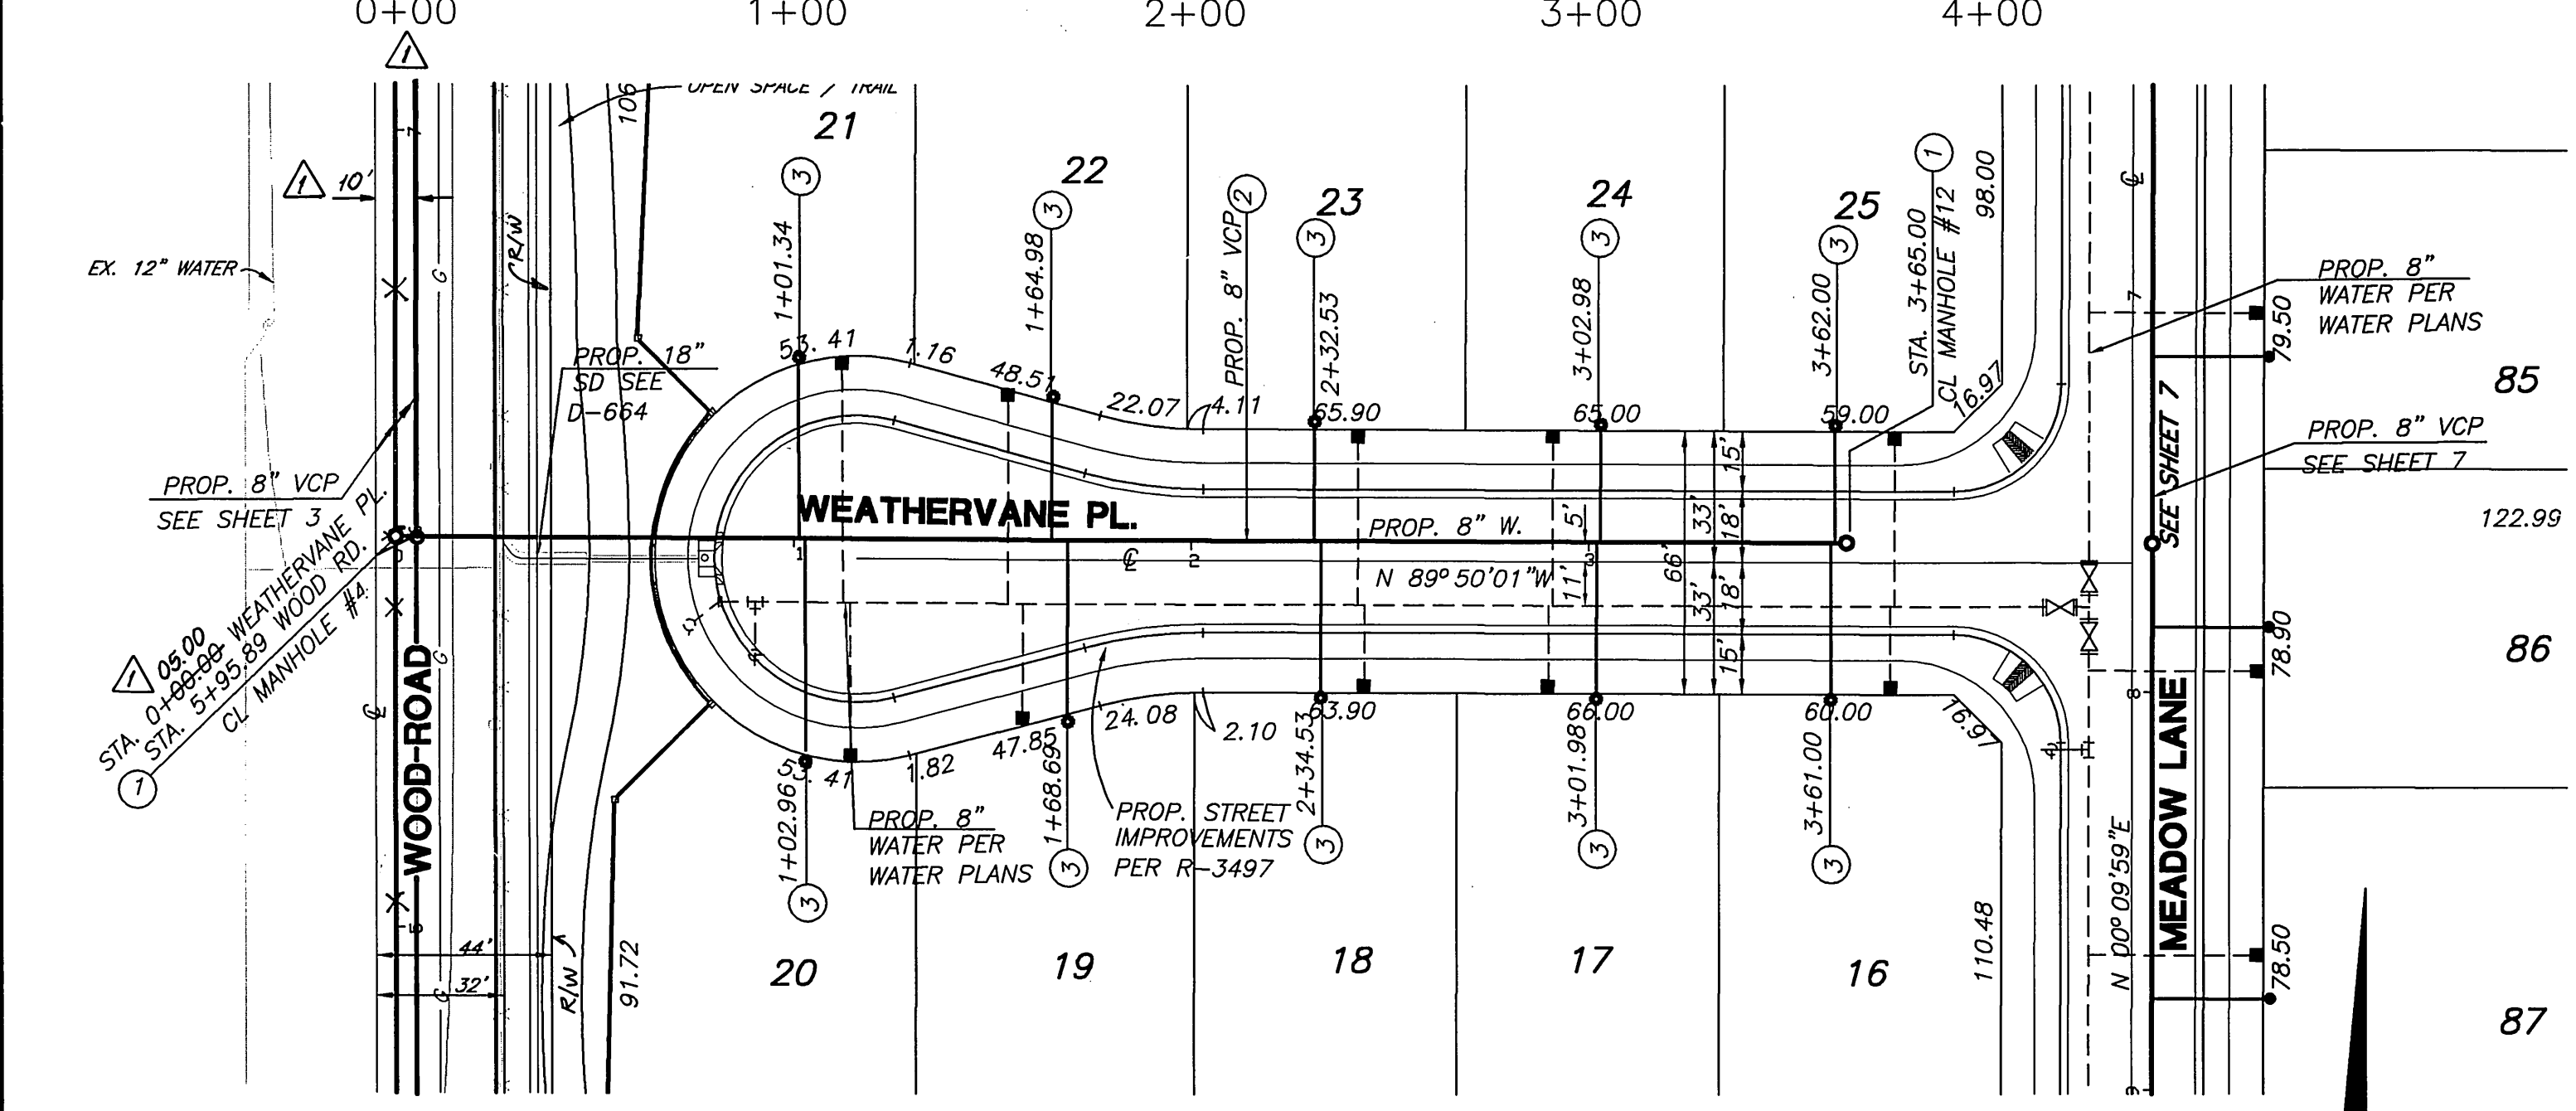 0+00
1+00
2+00
3+00
4+00
1
OPEN SPACE / TRAIL
106
21
22
23
24
25
1
10'
7
3
3
2
3
3
3
1
1+01.34
1+64.98
PROP. 8" VCP
2+32.53
3+02.98
3+62.00
STA. 3+65.00
CL MANHOLE #12
98.00
℄
R/W
G
EX. 12" WATER
PROP. 8"
WATER PER
WATER PLANS
7
79.50
PROP. 18"
SD SEE
D-664
53.41
1.16
48.51
22.07
4.11
65.90
65.00
59.00
16.97
85
PROP. 8" VCP
SEE SHEET 3
PROP. 8" VCP
SEE SHEET 7
SEE SHEET 7
122.99
WEATHERVANE PL.
PROP. 8" W.
5'
33'
15'
18'
66'
1
℄
2
3
N 89° 50'01"W
11'
33'
18'
15'
1
05.00
STA. 0+00.00 WEATHERVANE PL.
STA. 5+95.89 WOOD RD.
CL MANHOLE #4
1
WOOD ROAD
℄
G
78.90
86
8
53.41
1.82
47.85
24.08
2.10
63.90
66.00
60.00
16.97
1+02.96
1+68.69
2+34.53
3+01.98
3+61.00
3
3
3
3
3
PROP. 8"
WATER PER
WATER PLANS
PROP. STREET
IMPROVEMENTS
PER R-3497
N 00° 09'59"E
MEADOW LANE
5
44'
32'
G
R/W
91.72
20
19
18
17
16
110.48
78.50
87
9